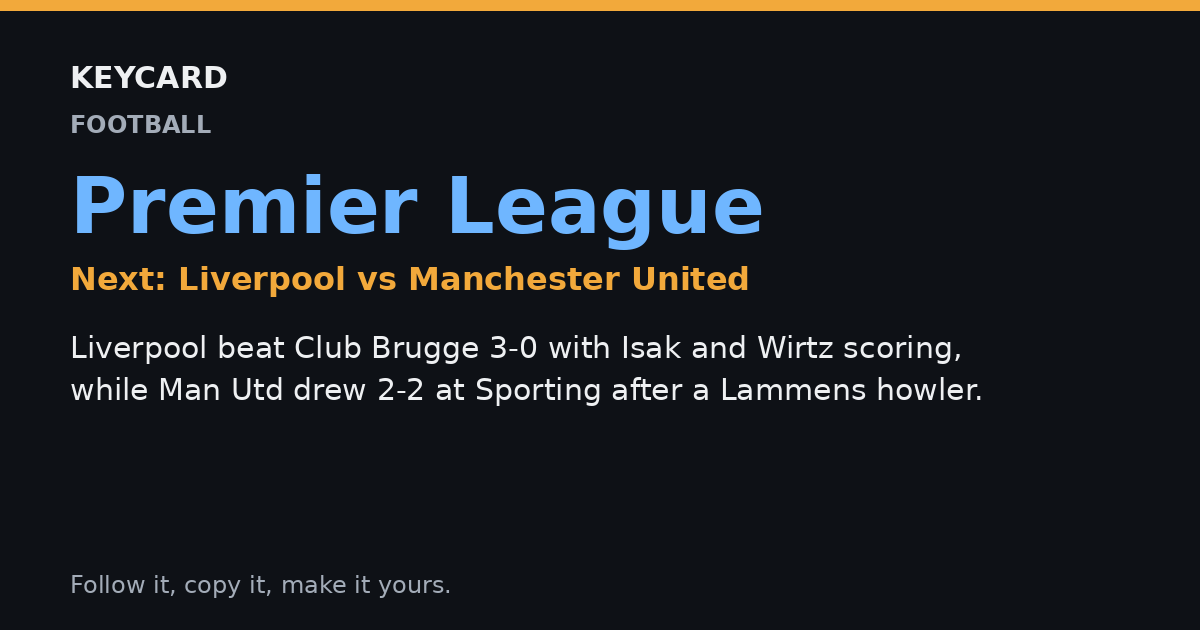 KEYCARD
FOOTBALL
Premier League
Next: Liverpool vs Manchester United
Liverpool beat Club Brugge 3-0 with Isak and Wirtz scoring,
while Man Utd drew 2-2 at Sporting after a Lammens howler.
Follow it, copy it, make it yours.